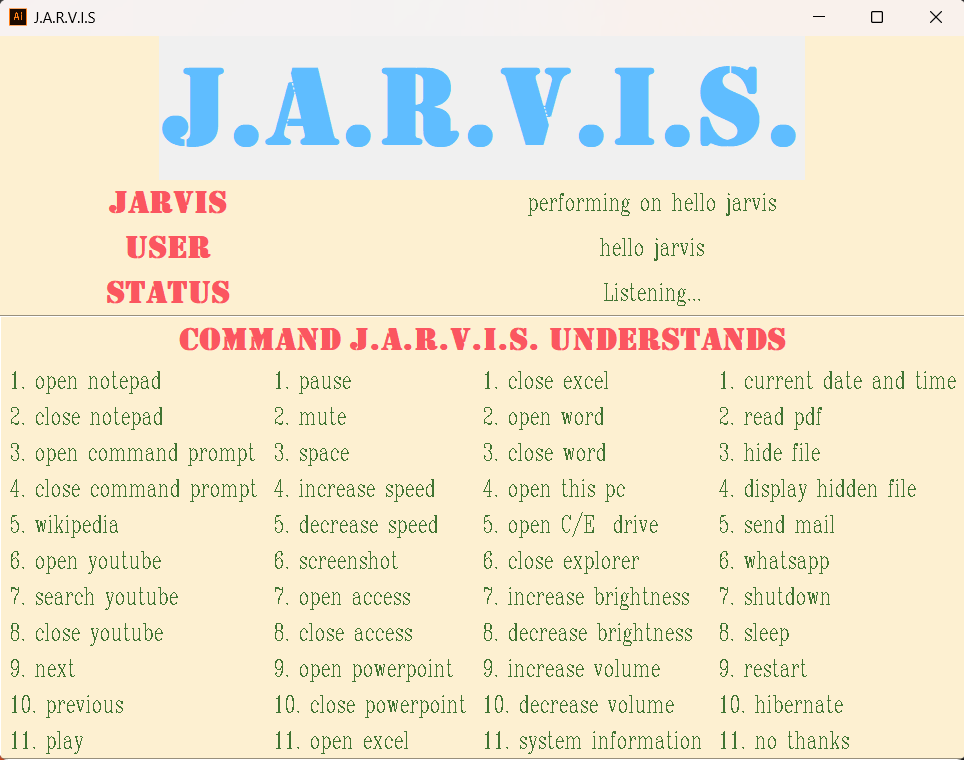 J.A.R.V.I.S
J.A.R.V.I.S.
JARVIS performing on hello jarvis
USER hello jarvis
STATUS Listening...
COMMAND J.A.R.V.I.S. UNDERSTANDS
1. open notepad 1. pause 1. close excel 1. current date and time
2. close notepad 2. mute 2. open word 2. read pdf
3. open command prompt 3. space 3. close word 3. hide file
4. close command prompt 4. increase speed 4. open this pc 4. display hidden file
5. wikipedia 5. decrease speed 5. open C/E drive 5. send mail
6. open youtube 6. screenshot 6. close explorer 6. whatsapp
7. search youtube 7. open access 7. increase brightness 7. shutdown
8. close youtube 8. close access 8. decrease brightness 8. sleep
9. next 9. open powerpoint 9. increase volume 9. restart
10. previous 10. close powerpoint 10. decrease volume 10. hibernate
11. play 11. open excel 11. system information 11. no thanks